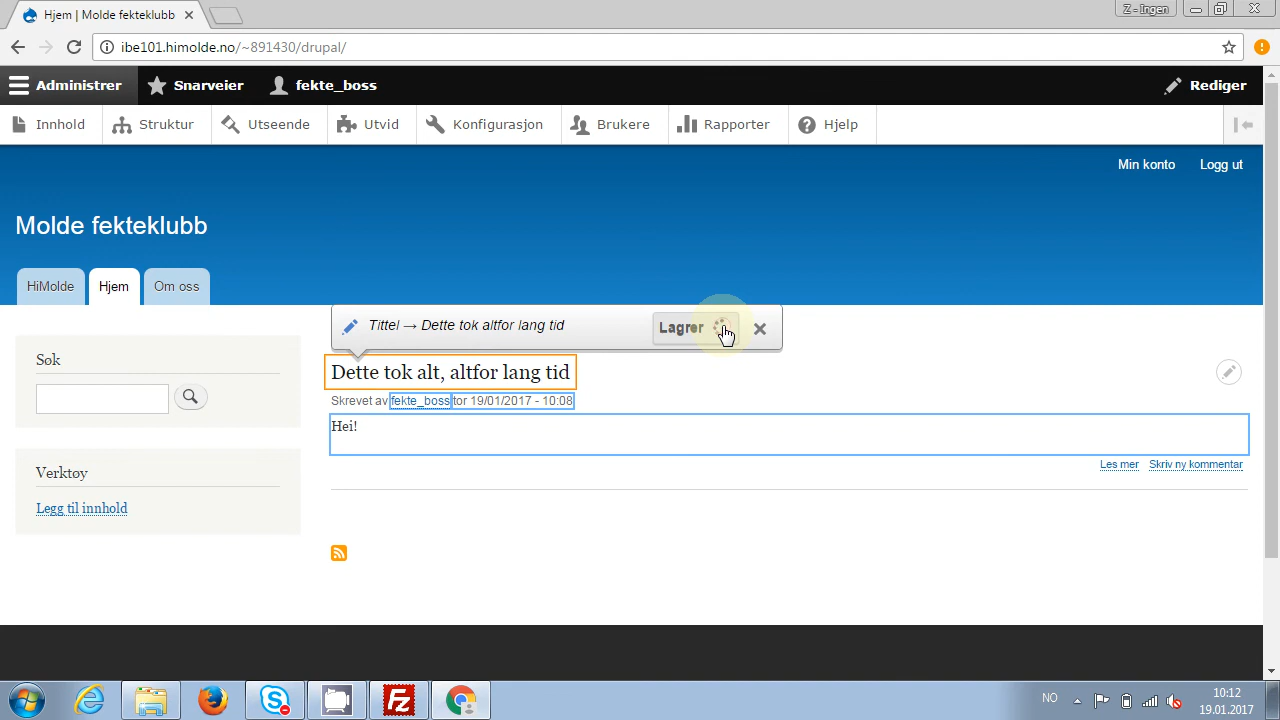 Hjem | Molde fekteklubb
Z - Ingen
ibe101.himolde.no/~891430/drupal/
Administrer Snarveier fekte_boss Rediger
Innhold Struktur Utseende Utvid Konfigurasjon Brukere Rapporter Hjelp
Min konto Logg ut
Molde fekteklubb
HiMolde Hjem Om oss
Tittel → Dette tok altfor lang tid Lagrer
Søk
Dette tok alt, altfor lang tid
Skrevet av fekte_boss tor 19/01/2017 - 10:08
Hei!
Les mer Skriv ny kommentar
Verktøy
Legg til innhold
NO
10:12
19.01.2017